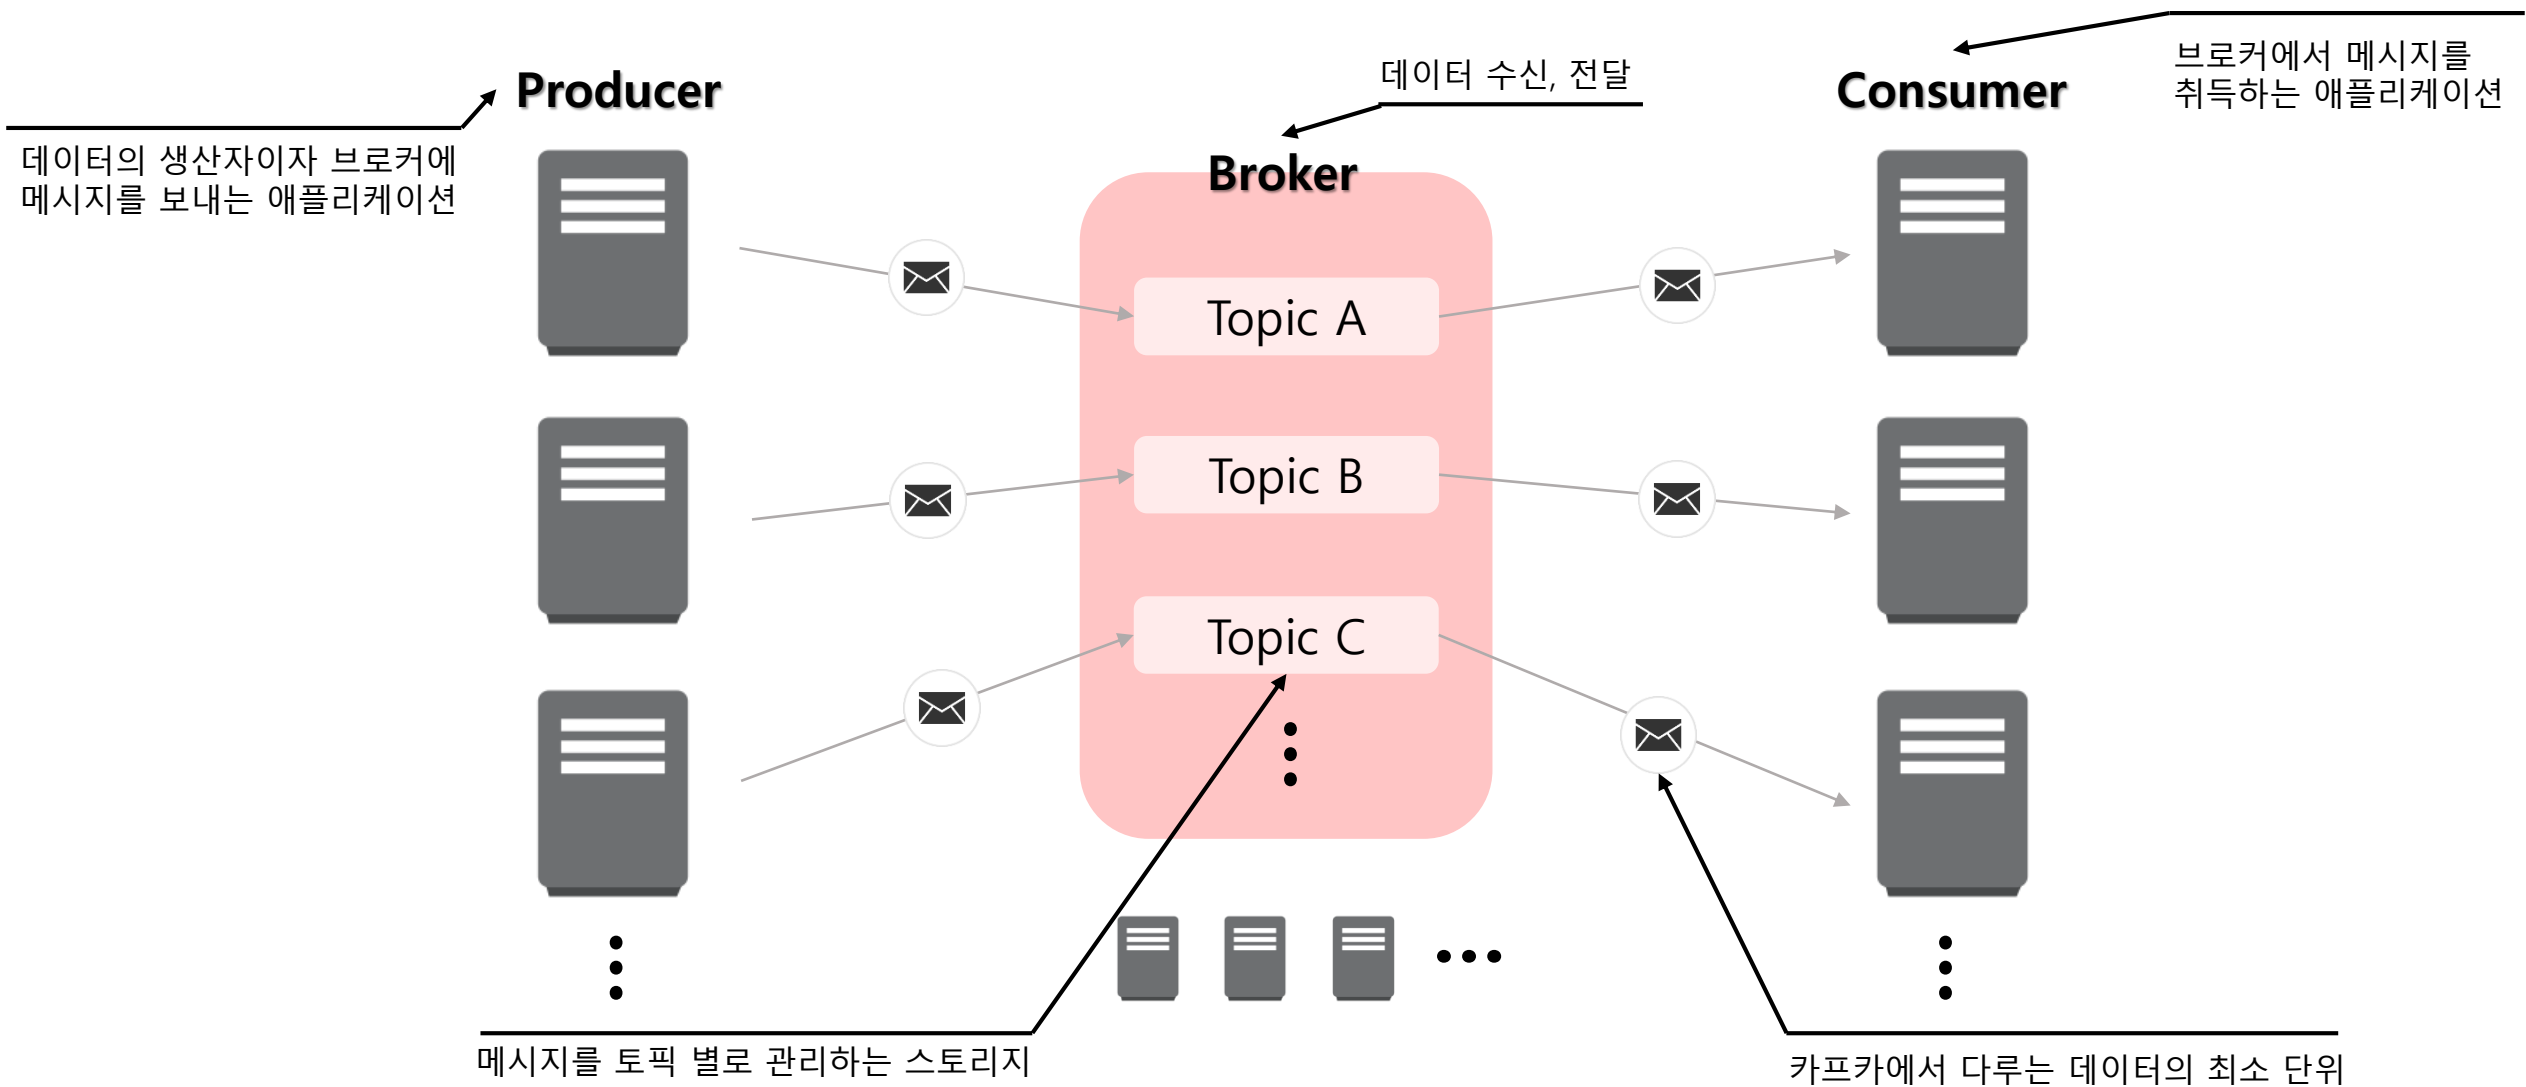 Producer
데이터의 생산자이자 브로커에
메시지를 보내는 애플리케이션
데이터 수신, 전달
Broker
Topic A
Topic B
Topic C
Consumer
브로커에서 메시지를
취득하는 애플리케이션
메시지를 토픽 별로 관리하는 스토리지
카프카에서 다루는 데이터의 최소 단위